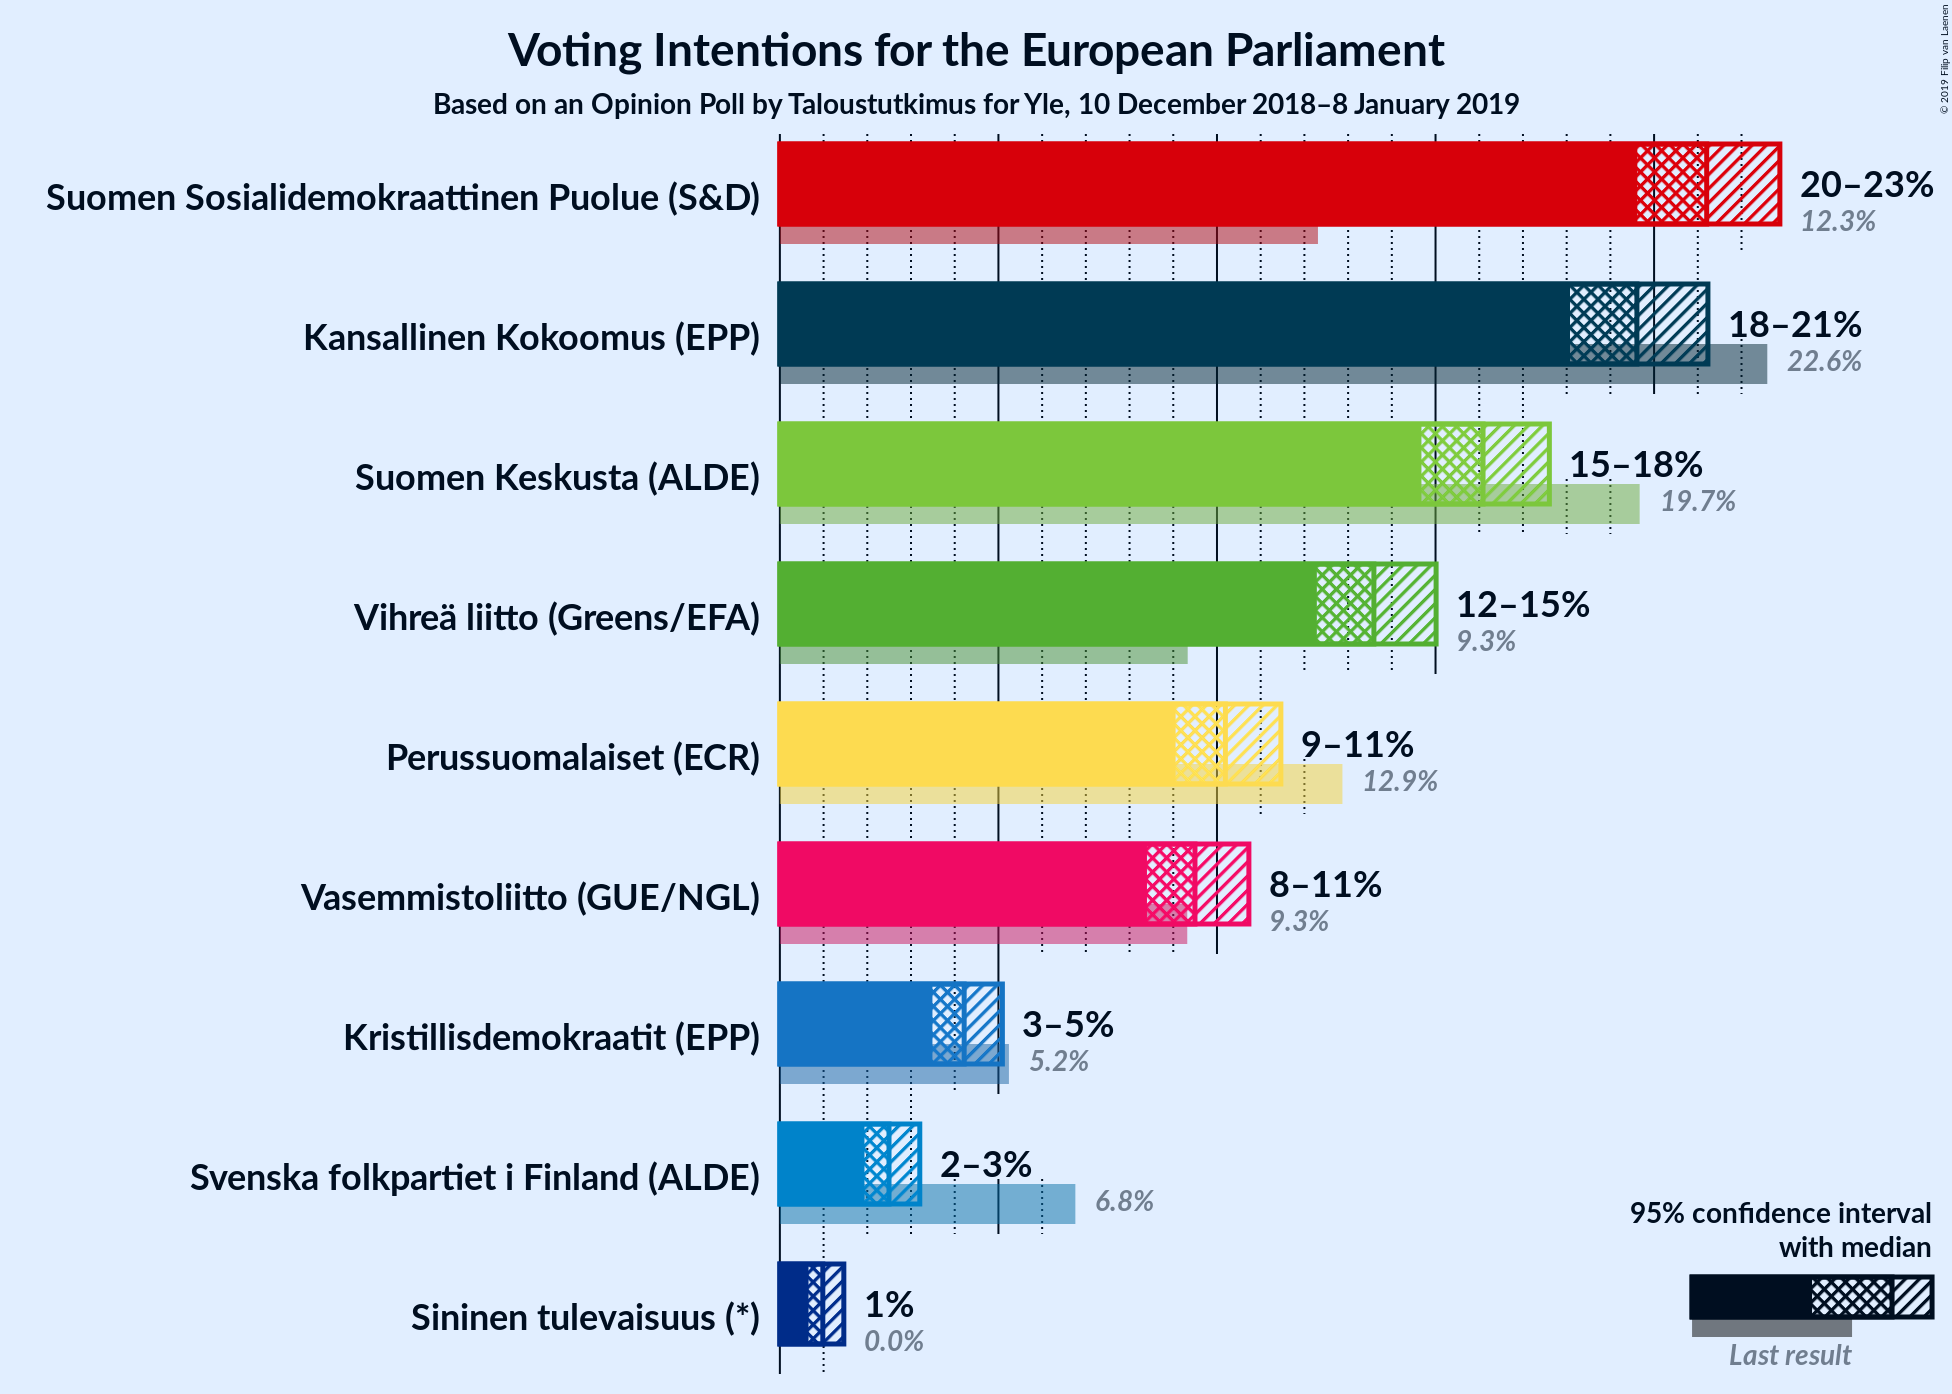 Voting Intentions for the European Parliament
Based on an Opinion Poll by Taloustutkimus for Yle, 10 December 2018–8 January 2019
© 2019 Filip van Laenen
Suomen Sosialidemokraattinen Puolue (S&D)
20–23%
12.3%
Kansallinen Kokoomus (EPP)
18–21%
22.6%
Suomen Keskusta (ALDE)
15–18%
19.7%
Vihreä liitto (Greens/EFA)
12–15%
9.3%
Perussuomalaiset (ECR)
9–11%
12.9%
Vasemmistoliitto (GUE/NGL)
8–11%
9.3%
Kristillisdemokraatit (EPP)
3–5%
5.2%
Svenska folkpartiet i Finland (ALDE)
2–3%
6.8%
Sininen tulevaisuus (*)
1%
0.0%
95% confidence interval
with median
Last result